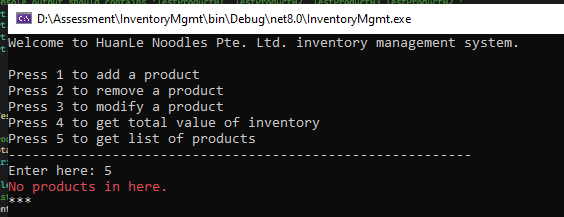 D:\Assessment\InventoryMgmt\bin\Debug\net8.0\InventoryMgmt.exe
Welcome to HuanLe Noodles Pte. Ltd. inventory management system.
Press 1 to add a product
Press 2 to remove a product
Press 3 to modify a product
Press 4 to get total value of inventory
Press 5 to get list of products
----------------------------------------------------------
Enter here: 5
No products in here.
***